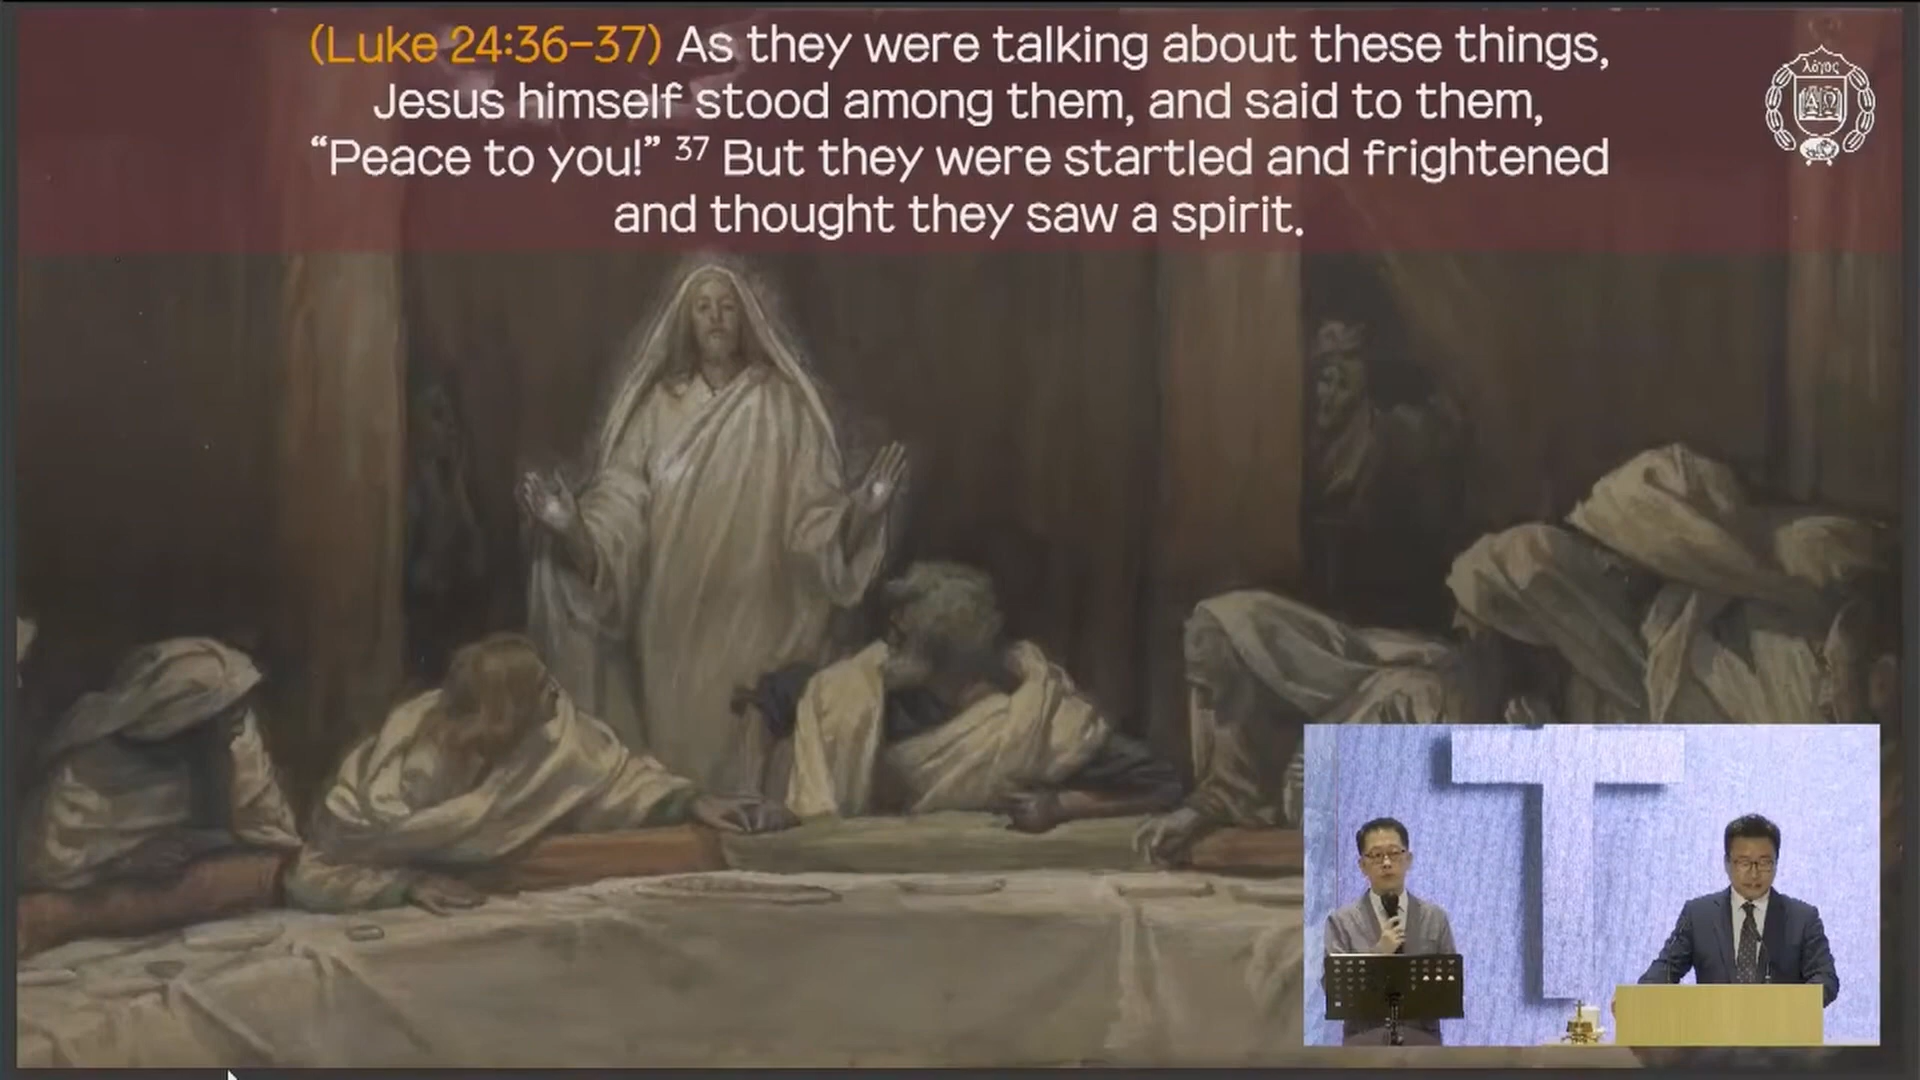 (Luke 24:36-37) As they were talking about these things,
Jesus himself stood among them, and said to them,
“Peace to you!” 37 But they were startled and frightened
and thought they saw a spirit.
λόγος
Α Ω